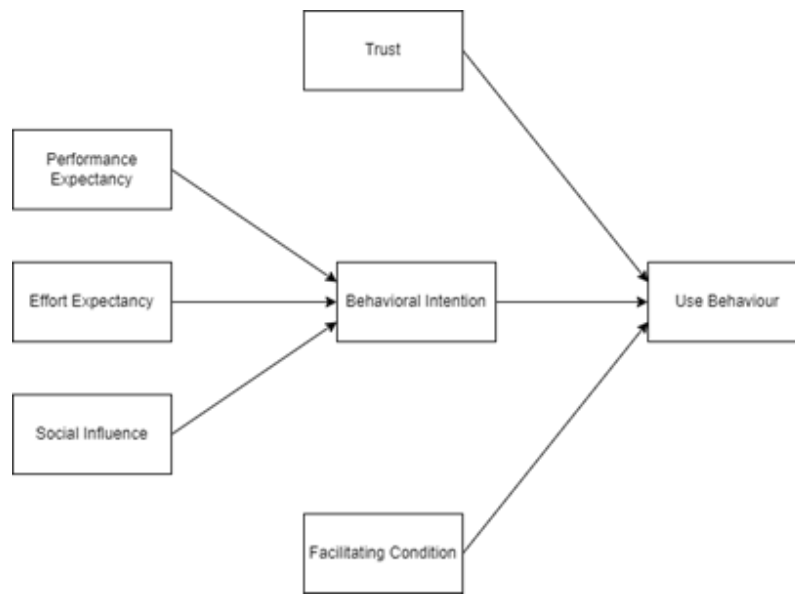 Trust
Performance
Expectancy
Effort Expectancy
Behavioral Intention
Use Behaviour
Social Influence
Facilitating Condition